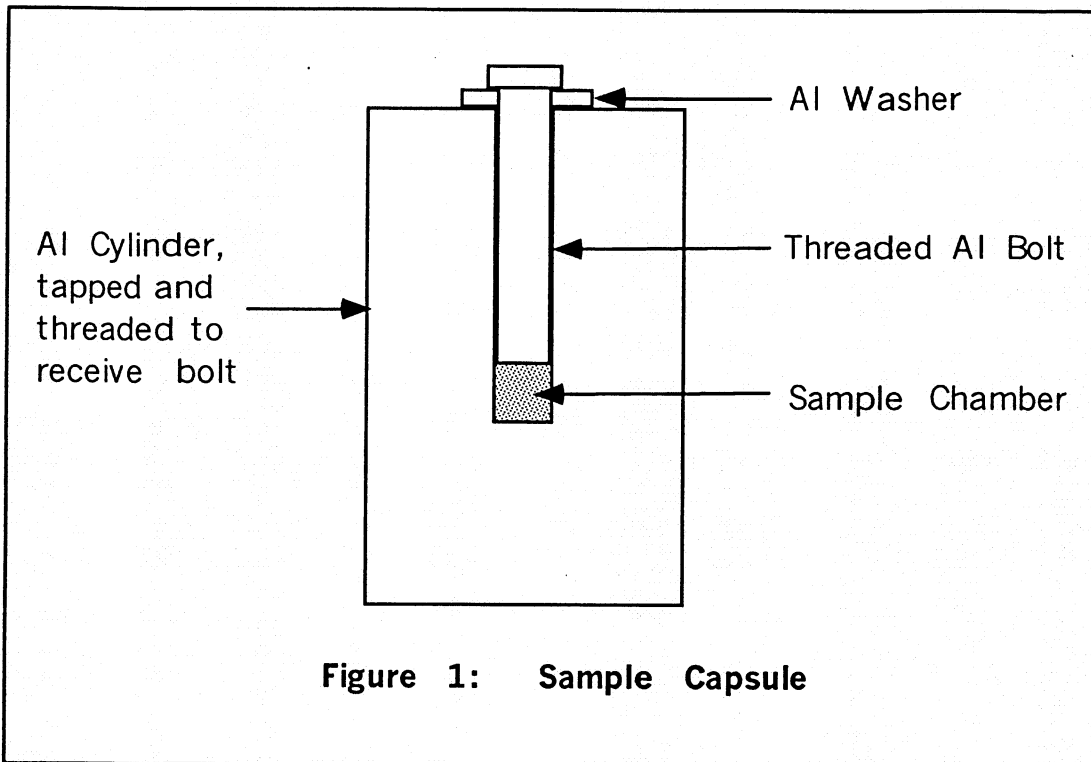 Al Washer
Al Cylinder,
tapped and
threaded to
receive bolt
Threaded Al Bolt
Sample Chamber
Figure 1: Sample Capsule